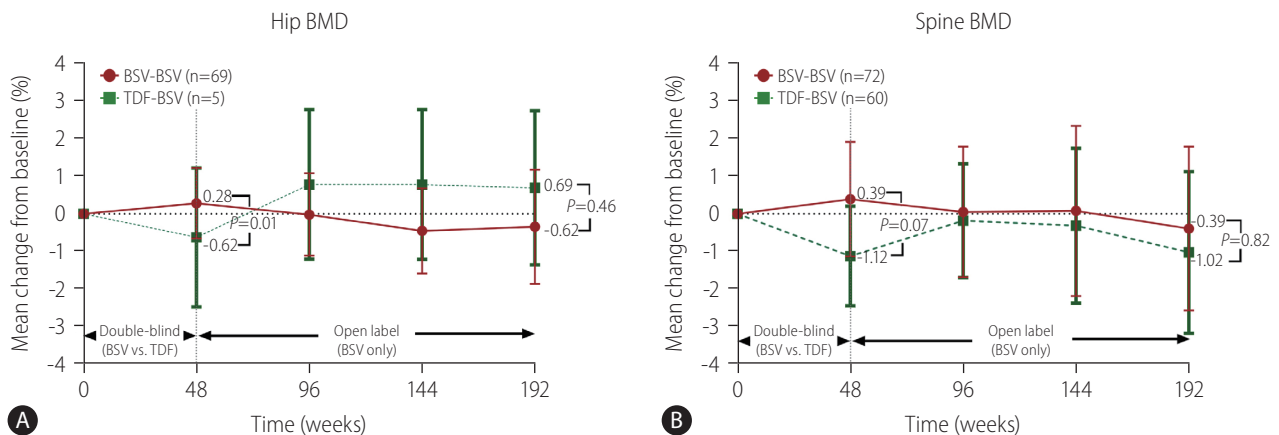 Hip BMD
Mean change from baseline (%)
4
3
2
1
0
-1
-2
-3
-4
BSV-BSV (n=69)
TDF-BSV (n=5)
0.28
P=0.01
-0.62
0.69
P=0.46
-0.62
Double-blind
(BSV vs. TDF)
Open label
(BSV only)
0
48
96
144
192
Time (weeks)
A
Spine BMD
Mean change from baseline (%)
4
3
2
1
0
-1
-2
-3
-4
BSV-BSV (n=72)
TDF-BSV (n=60)
0.39
P=0.07
-1.12
-0.39
P=0.82
-1.02
Double-blind
(BSV vs. TDF)
Open label
(BSV only)
0
48
96
144
192
Time (weeks)
B